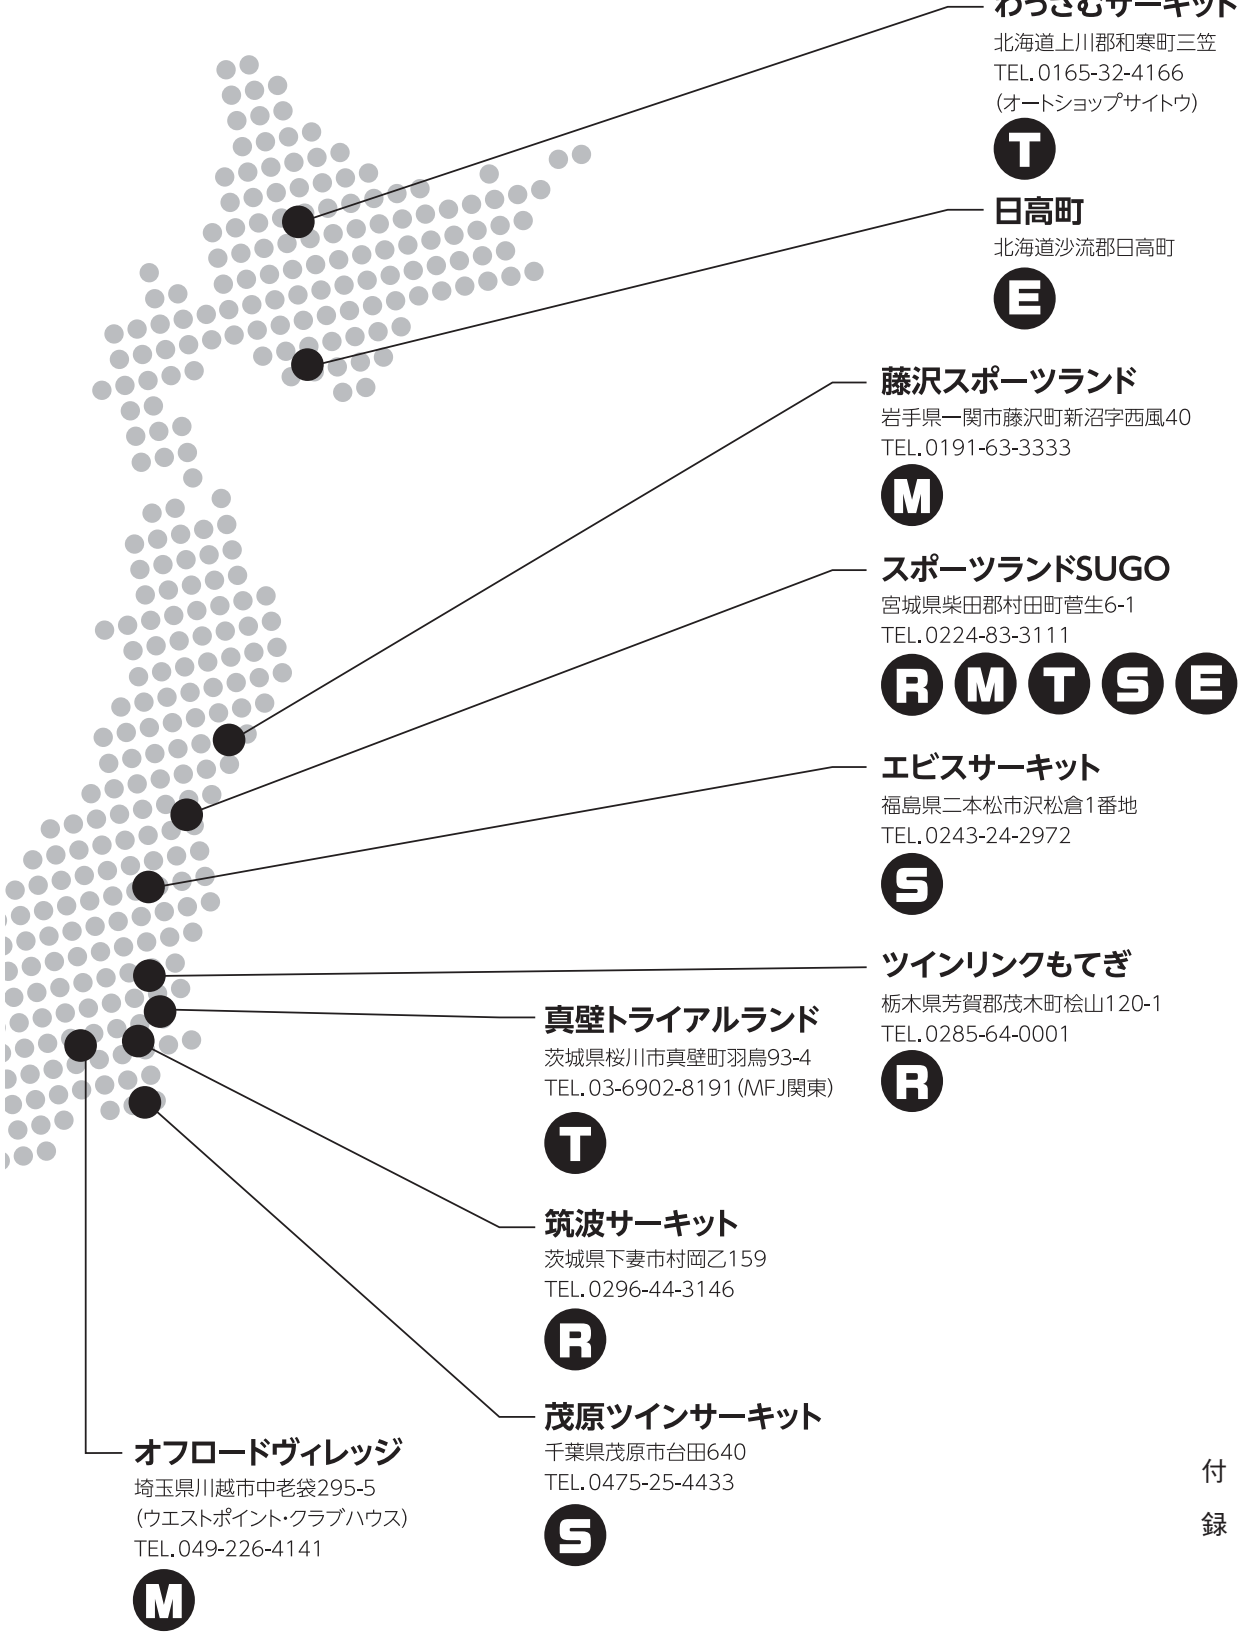 わっさむサーキット
北海道上川郡和寒町三笠
TEL.0165-32-4166
(オートショップサイトウ)
T
日高町
北海道沙流郡日高町
E
藤沢スポーツランド
岩手県一関市藤沢町新沼字西風40
TEL.0191-63-3333
M
スポーツランドSUGO
宮城県柴田郡村田町菅生6-1
TEL.0224-83-3111
R M T S E
エビスサーキット
福島県二本松市沢松倉1番地
TEL.0243-24-2972
S
ツインリンクもてぎ
栃木県芳賀郡茂木町桧山120-1
TEL.0285-64-0001
R
真壁トライアルランド
茨城県桜川市真壁町羽鳥93-4
TEL.03-6902-8191(MFJ関東)
T
筑波サーキット
茨城県下妻市村岡乙159
TEL.0296-44-3146
R
茂原ツインサーキット
千葉県茂原市台田640
TEL.0475-25-4433
S
オフロードヴィレッジ
埼玉県川越市中老袋295-5
(ウエストポイント・クラブハウス)
TEL.049-226-4141
M
付録